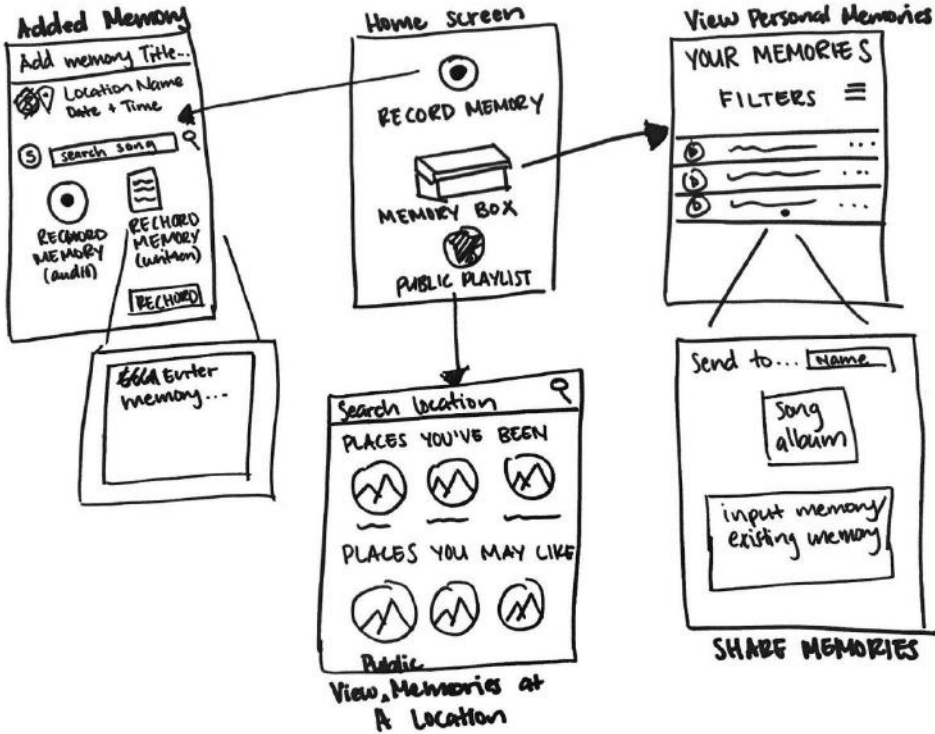 Added Memory
Add memory Title...
Location Name
Date + Time
S
search song
RECHORD
MEMORY
(audio)
RECHORD
MEMORY
(written)
RECHORD
Enter
memory...
Home Screen
RECORD MEMORY
MEMORY BOX
PUBLIC PLAYLIST
Search location
PLACES YOU'VE BEEN
PLACES YOU MAY LIKE
Public
View ^ Memories at
A Location
View Personal Memories
YOUR MEMORIES
FILTERS
...
...
...
Send to... Name
Song
album
input memory/
existing memory
SHARE MEMORIES